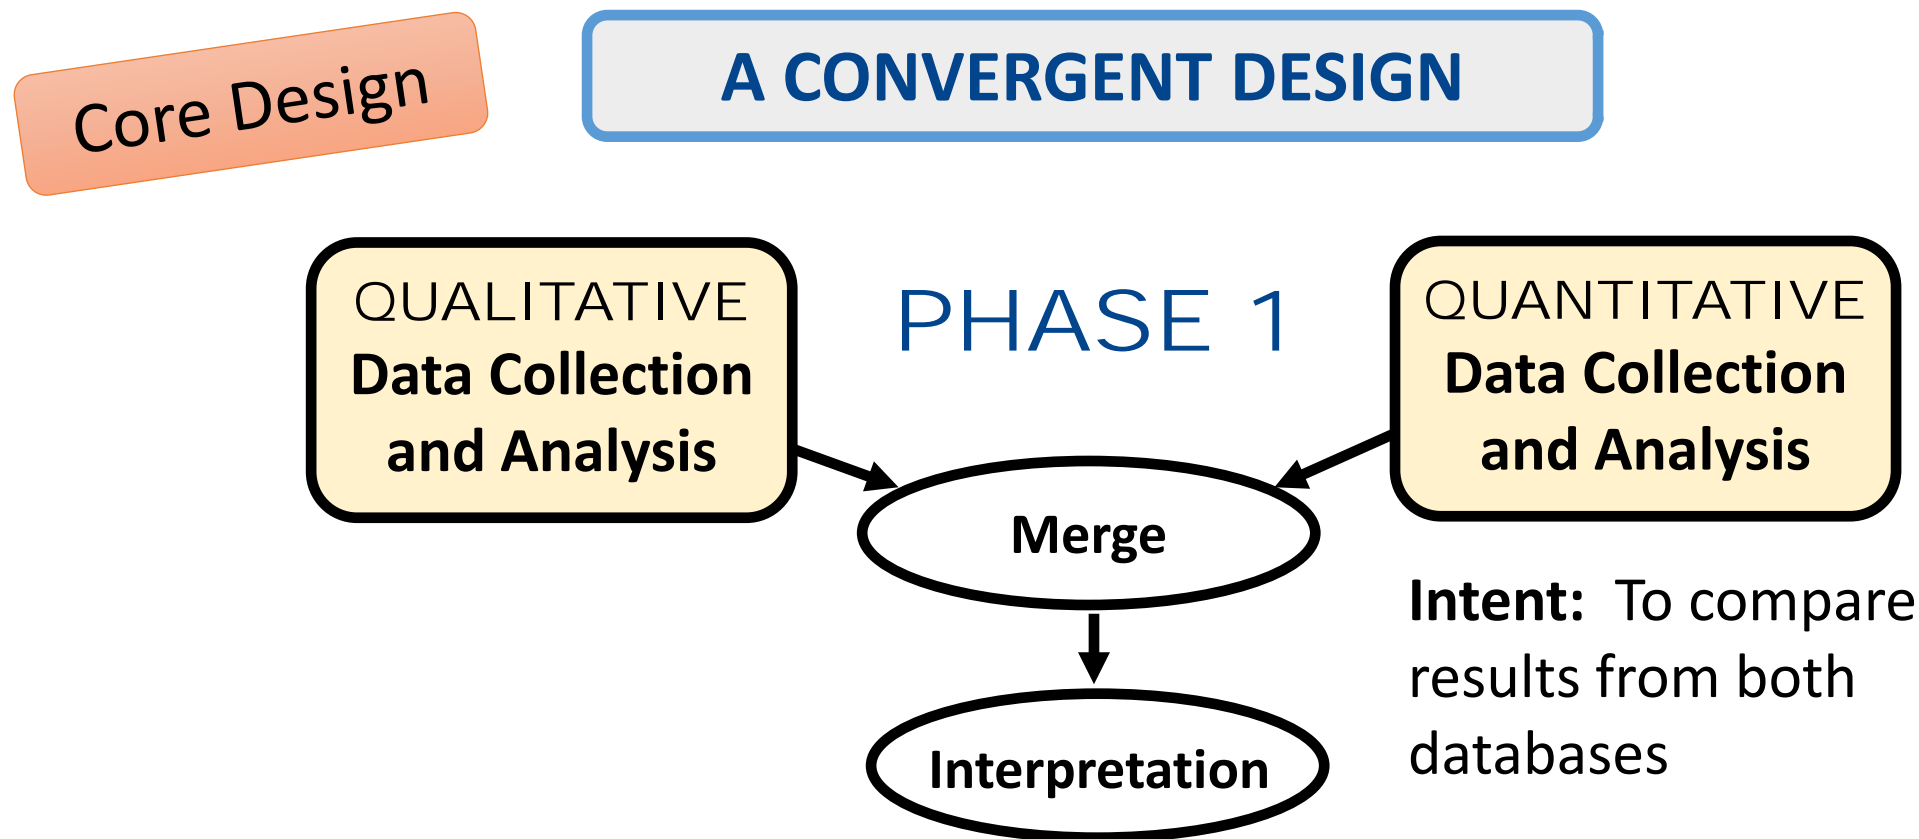 Core Design
A CONVERGENT DESIGN
QUALITATIVE
Data Collection
and Analysis
PHASE 1
QUANTITATIVE
Data Collection
and Analysis
Merge
Intent: To compare
results from both
databases
Interpretation